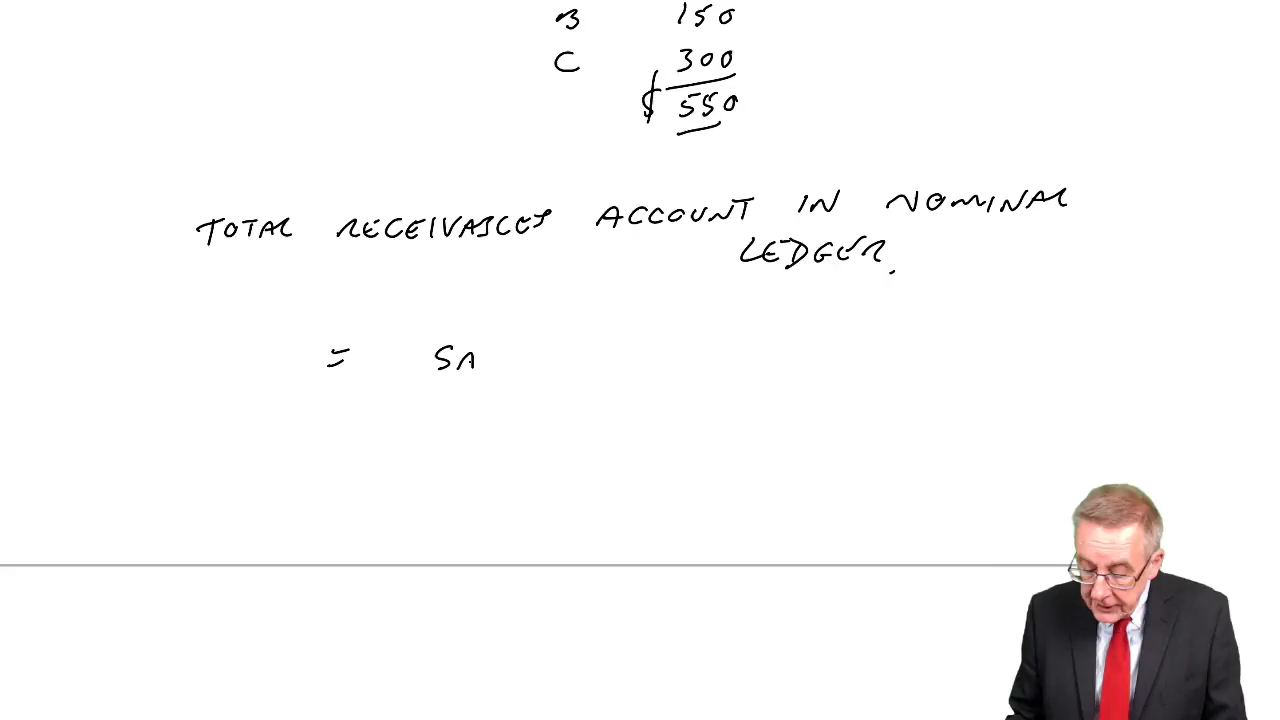 B 150
C 300
$ 550
TOTAL RECEIVABLES ACCOUNT IN NOMINAL
LEDGER.
= SA